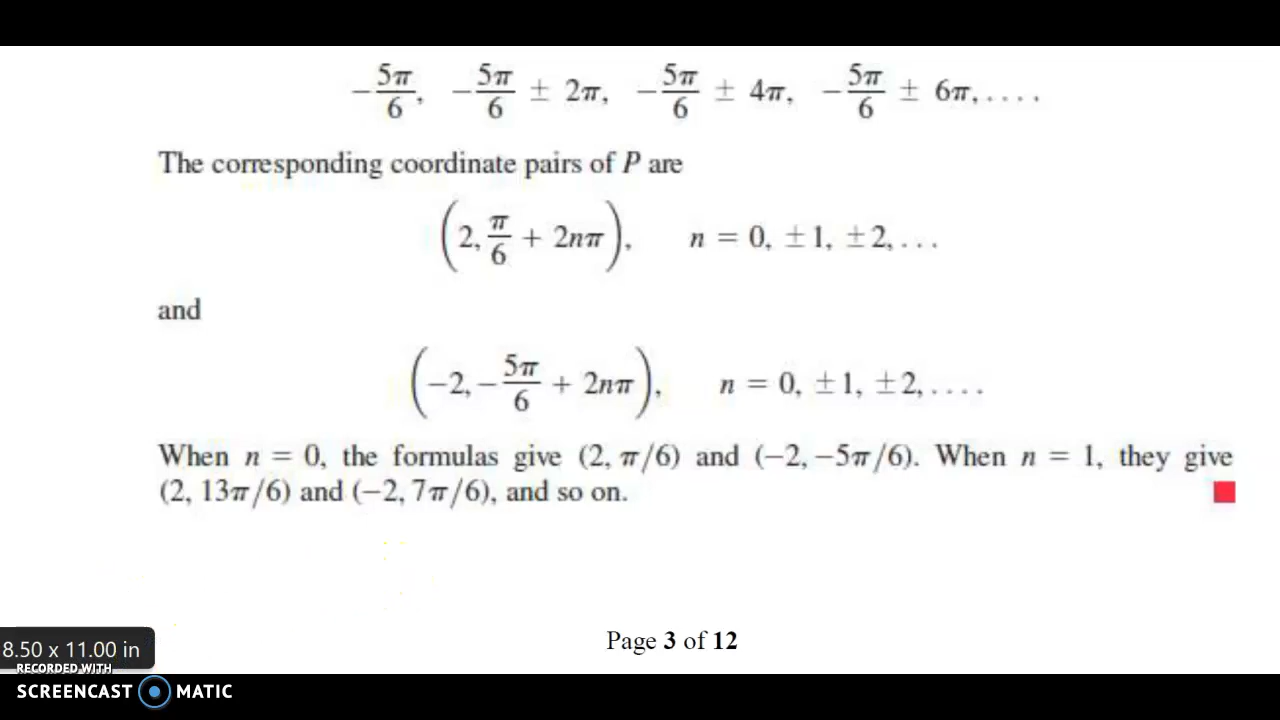 −5π/6, −5π/6 ± 2π, −5π/6 ± 4π, −5π/6 ± 6π, . . . .
The corresponding coordinate pairs of P are
(2, π/6 + 2nπ), n = 0, ±1, ±2, . . .
and
(−2, −5π/6 + 2nπ), n = 0, ±1, ±2, . . . .
When n = 0, the formulas give (2, π/6) and (−2, −5π/6). When n = 1, they give
(2, 13π/6) and (−2, 7π/6), and so on.
Page 3 of 12
8.50 x 11.00 in
RECORDED WITH
SCREENCAST MATIC